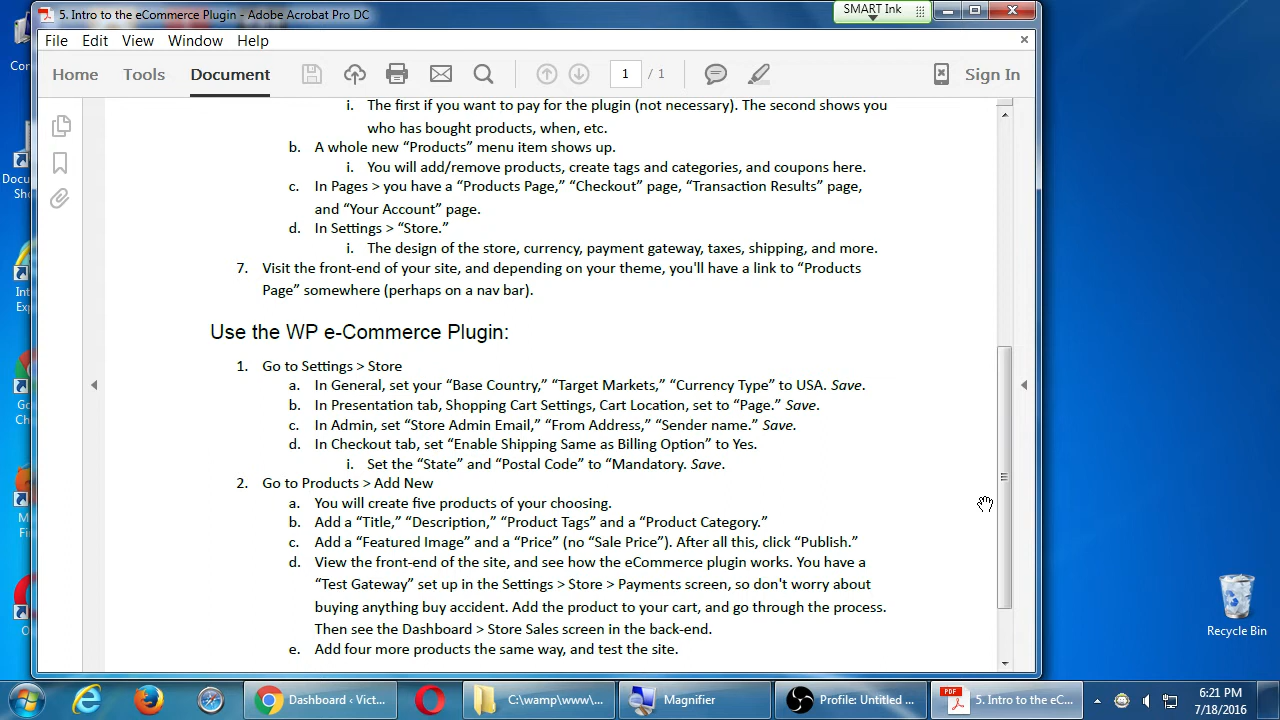 5. Intro to the eCommerce Plugin - Adobe Acrobat Pro DC
SMART Ink
File Edit View Window Help
Home Tools Document 1 / 1 Sign In
i. The first if you want to pay for the plugin (not necessary). The second shows you
who has bought products, when, etc.
b. A whole new “Products” menu item shows up.
i. You will add/remove products, create tags and categories, and coupons here.
c. In Pages > you have a “Products Page,” “Checkout” page, “Transaction Results” page,
and “Your Account” page.
d. In Settings > “Store.”
i. The design of the store, currency, payment gateway, taxes, shipping, and more.
7. Visit the front-end of your site, and depending on your theme, you'll have a link to “Products
Page” somewhere (perhaps on a nav bar).
Use the WP e-Commerce Plugin:
1. Go to Settings > Store
a. In General, set your “Base Country,” “Target Markets,” “Currency Type” to USA. Save.
b. In Presentation tab, Shopping Cart Settings, Cart Location, set to “Page.” Save.
c. In Admin, set “Store Admin Email,” “From Address,” “Sender name.” Save.
d. In Checkout tab, set “Enable Shipping Same as Billing Option” to Yes.
i. Set the “State” and “Postal Code” to “Mandatory. Save.
2. Go to Products > Add New
a. You will create five products of your choosing.
b. Add a “Title,” “Description,” “Product Tags” and a “Product Category.”
c. Add a “Featured Image” and a “Price” (no “Sale Price”). After all this, click “Publish.”
d. View the front-end of the site, and see how the eCommerce plugin works. You have a
“Test Gateway” set up in the Settings > Store > Payments screen, so don't worry about
buying anything buy accident. Add the product to your cart, and go through the process.
Then see the Dashboard > Store Sales screen in the back-end.
e. Add four more products the same way, and test the site.
Recycle Bin
Dashboard ‹ Vict...
C:\wamp\www\...
Magnifier
Profile: Untitled ...
PDF
5. Intro to the eC...
6:21 PM
7/18/2016